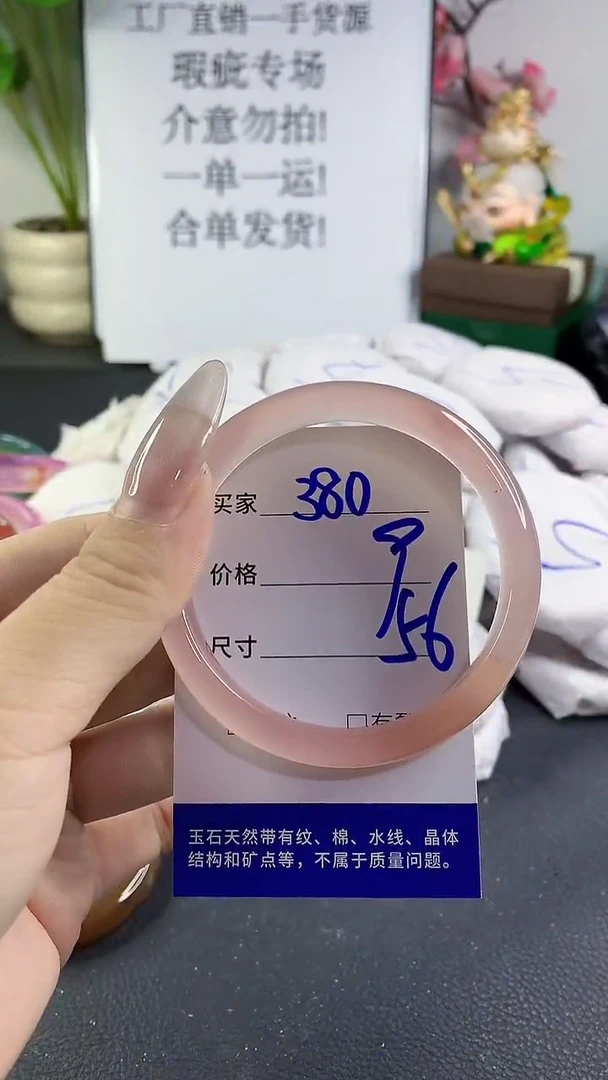 工厂直销一手货源
瑕疵专场
介意勿拍!
一单一运!
合单发货!
买家 380
价格
尺寸 56
玉石天然带有纹、棉、水线、晶体
结构和矿点等，不属于质量问题。